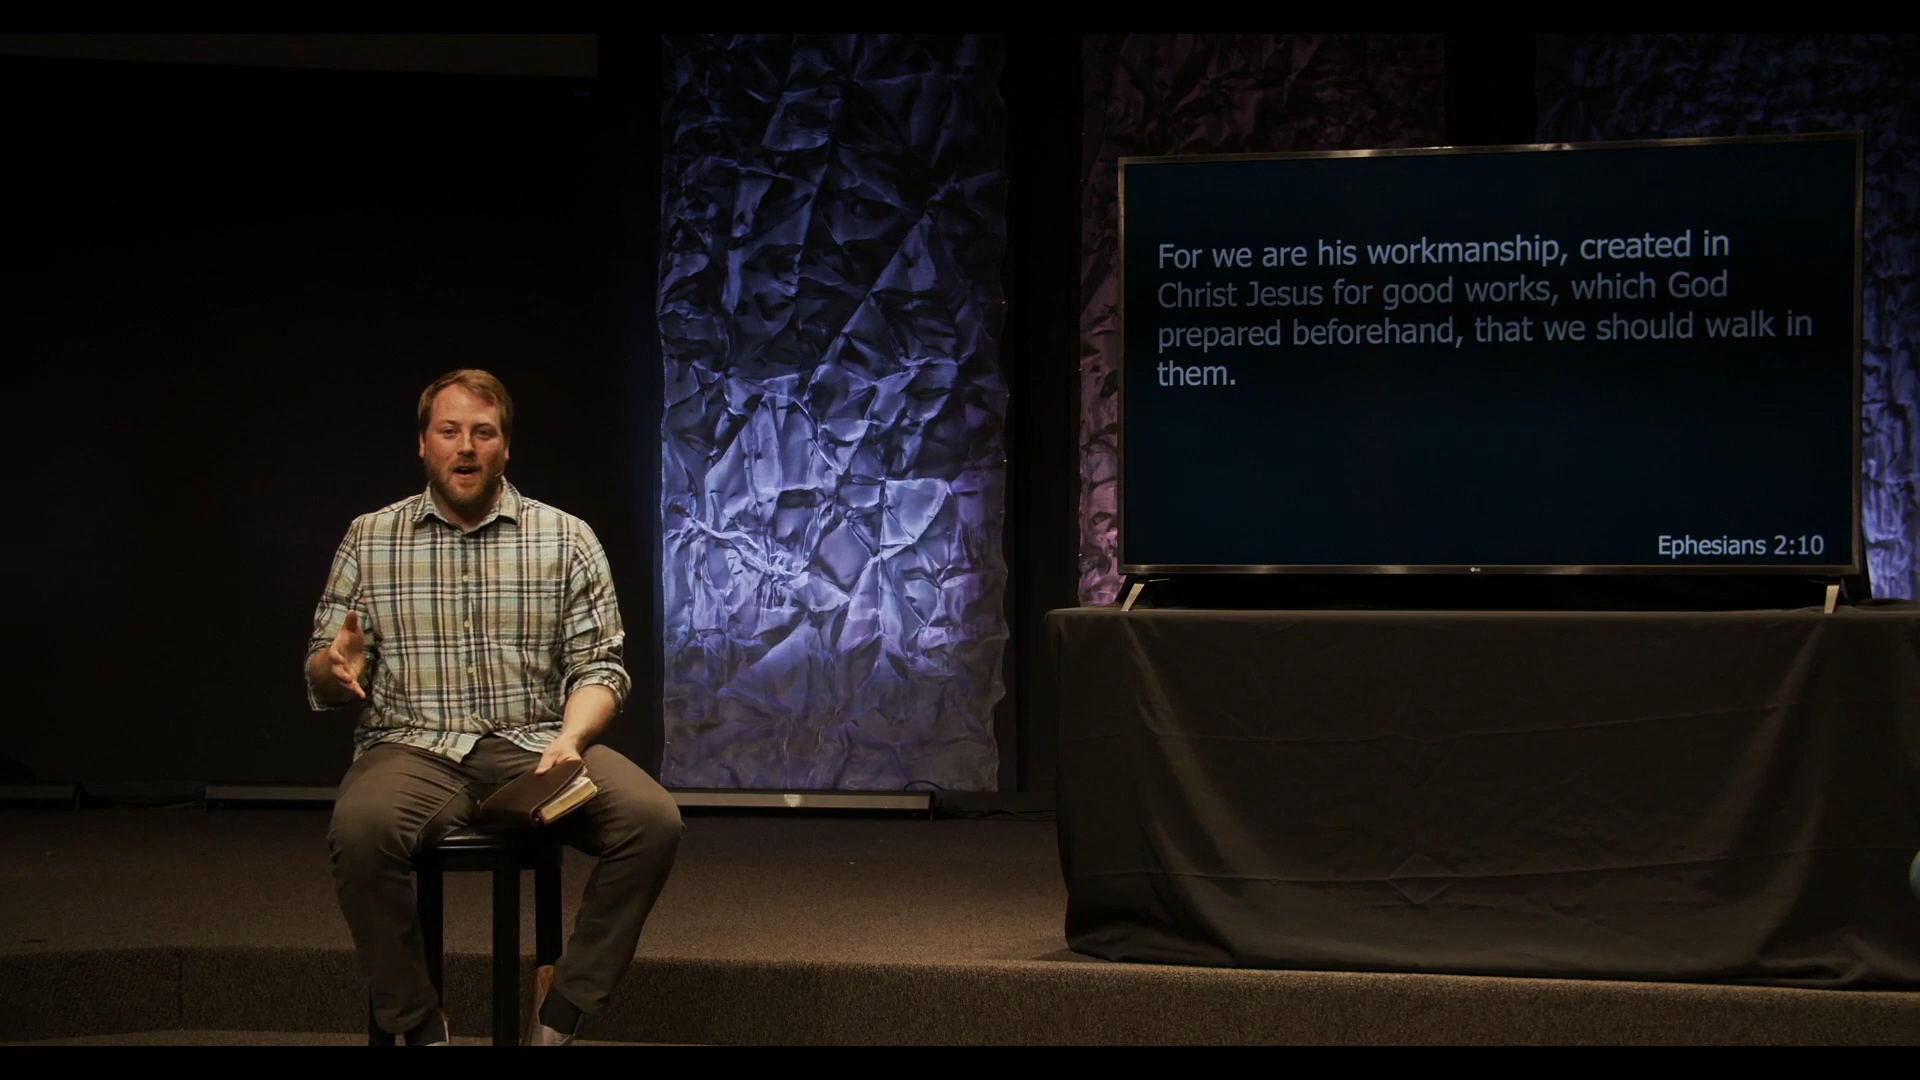 For we are his workmanship, created in
Christ Jesus for good works, which God
prepared beforehand, that we should walk in
them.
Ephesians 2:10